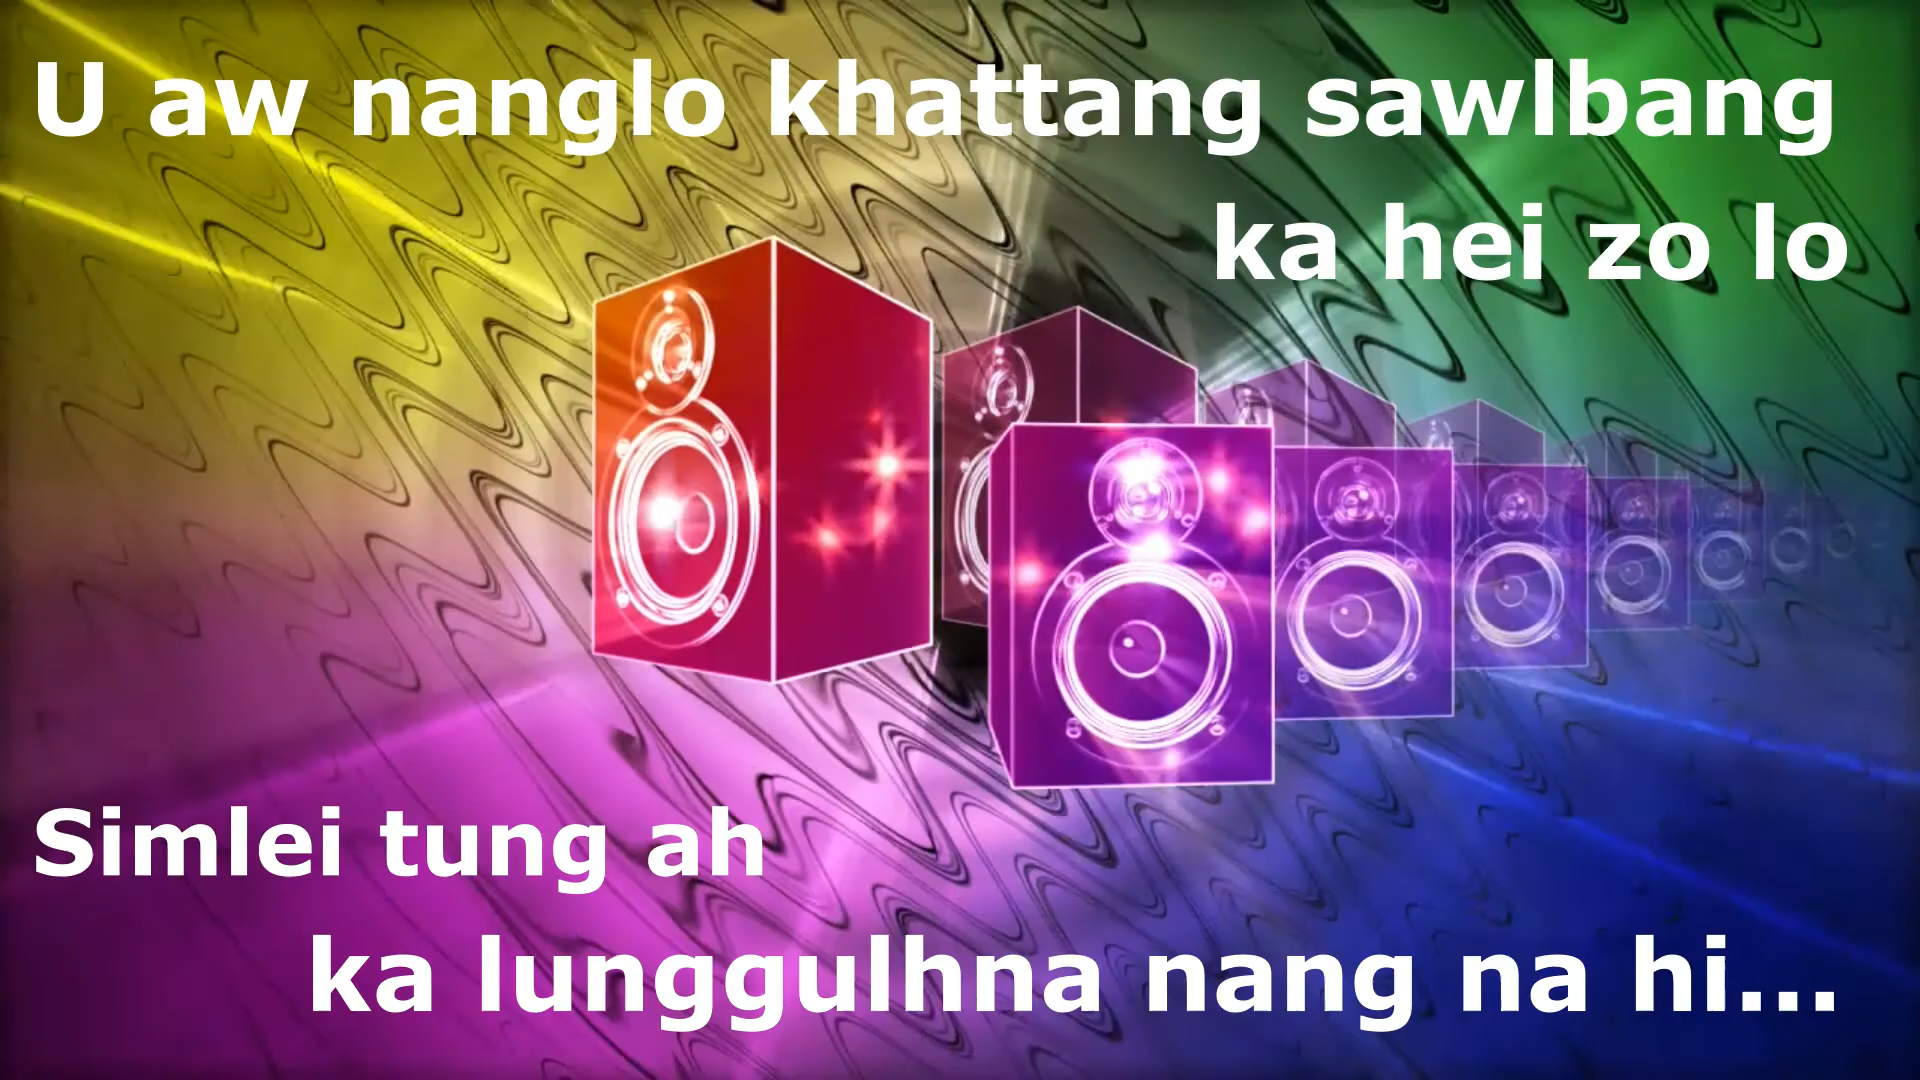 U aw nanglo khattang sawlbang
ka hei zo lo
Simlei tung ah
ka lunggulhna nang na hi...